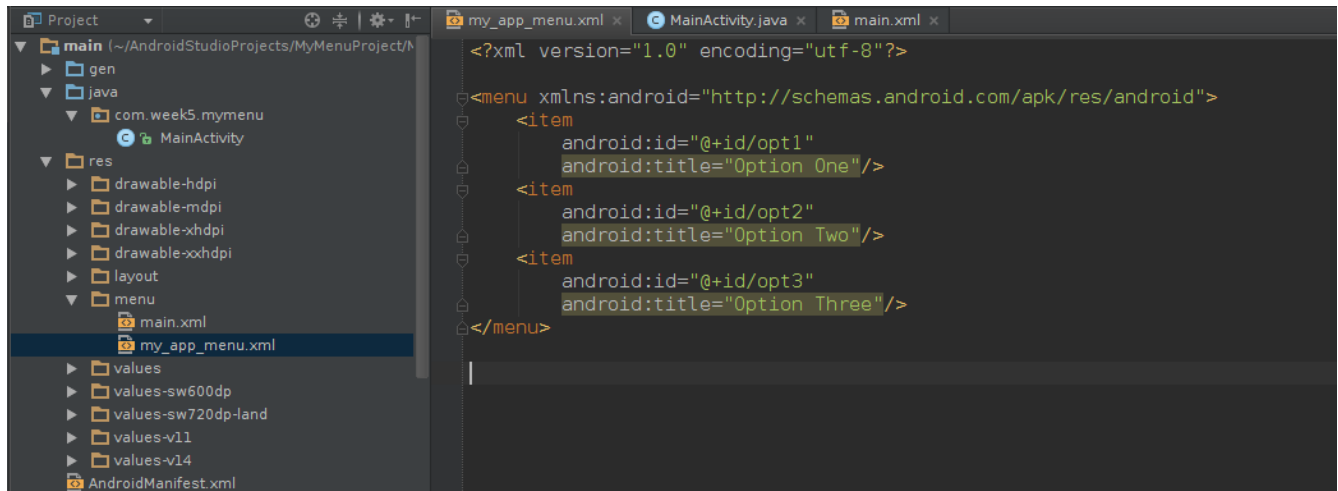 Project
main (~/AndroidStudioProjects/MyMenuProject/M
gen
java
com.week5.mymenu
MainActivity
res
drawable-hdpi
drawable-mdpi
drawable-xhdpi
drawable-xxhdpi
layout
menu
main.xml
my_app_menu.xml
values
values-sw600dp
values-sw720dp-land
values-v11
values-v14
AndroidManifest.xml
my_app_menu.xml MainActivity.java main.xml
<?xml version="1.0" encoding="utf-8"?>
<menu xmlns:android="http://schemas.android.com/apk/res/android">
<item
android:id="@+id/opt1"
android:title="Option One"/>
<item
android:id="@+id/opt2"
android:title="Option Two"/>
<item
android:id="@+id/opt3"
android:title="Option Three"/>
</menu>